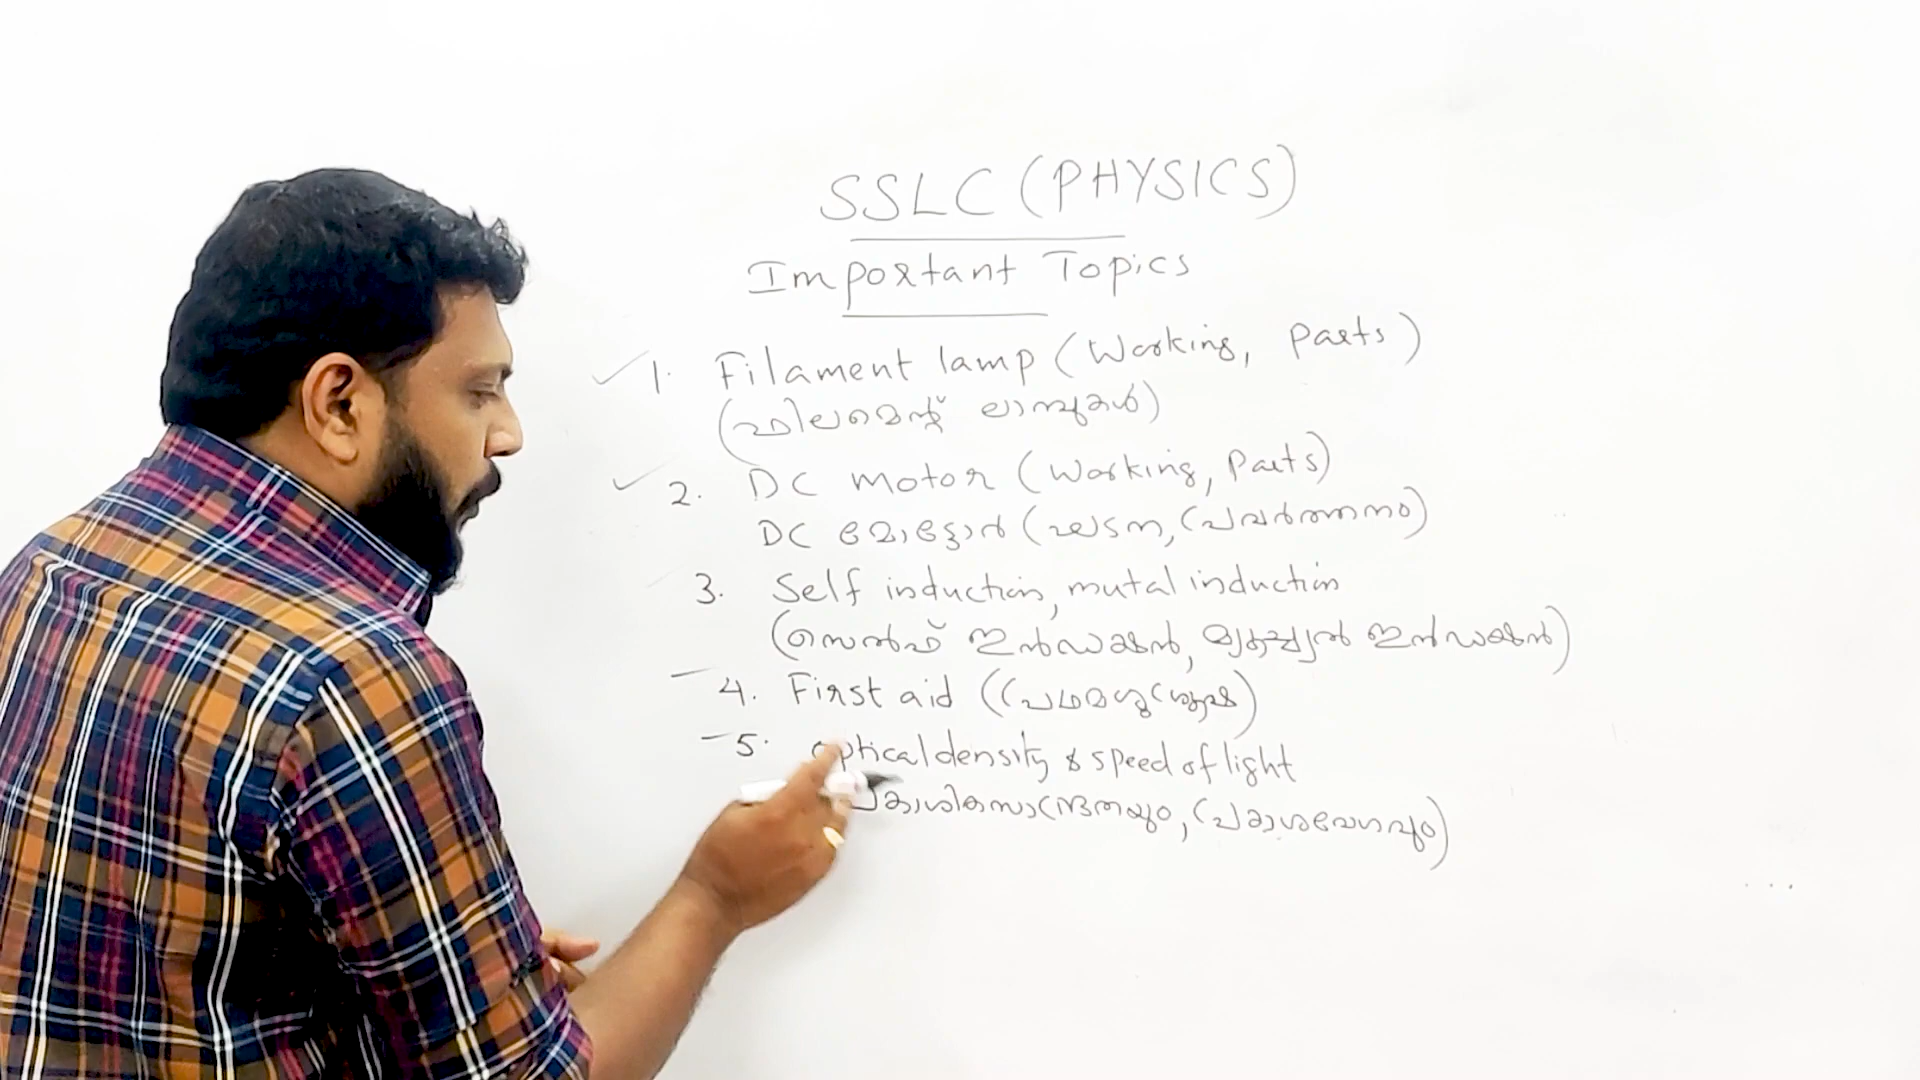 SSLC (PHYSICS)
Important Topics
1. Filament lamp (Working, Parts)
(ഫിലമെന്റ് ലാമ്പുകൾ)
2. DC motor (Working, Parts)
DC മോട്ടോർ (ഘടന, പ്രവർത്തനം)
3. Self induction, mutal induction
(സെൽഫ് ഇൻഡക്ഷൻ, മ്യൂച്ച്വൽ ഇൻഡക്ഷൻ)
4. First aid (പ്രഥമശുശ്രൂഷ)
5. optical density & speed of light
പ്രകാശികസാന്ദ്രതയും, പ്രകാശവേഗവും)